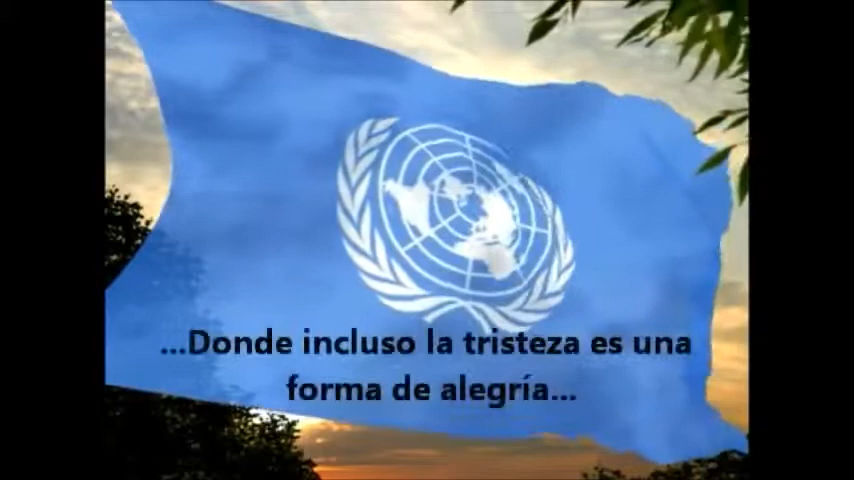 ...Donde incluso la tristeza es una
forma de alegría...